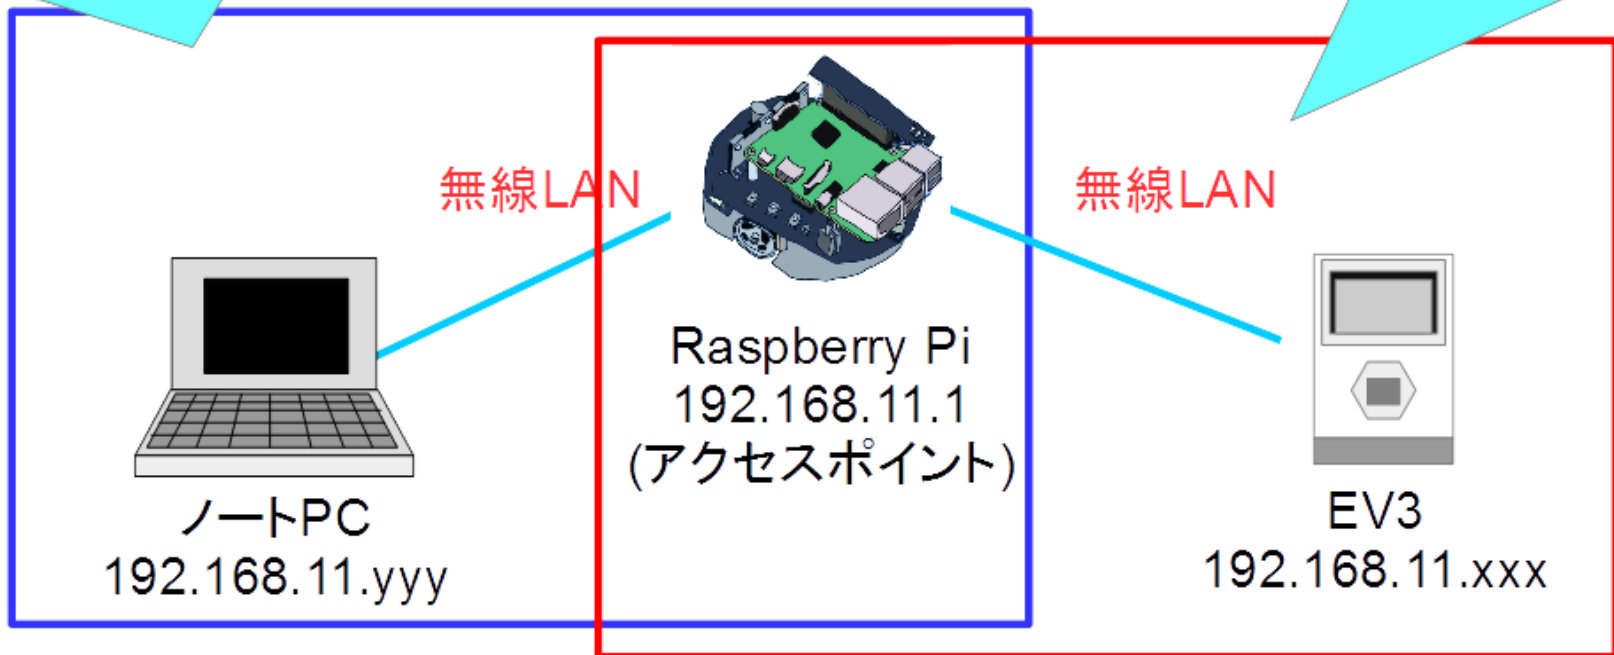 無線LAN
無線LAN
Raspberry Pi
192.168.11.1
(アクセスポイント)
ノートPC
192.168.11.yyy
EV3
192.168.11.xxx